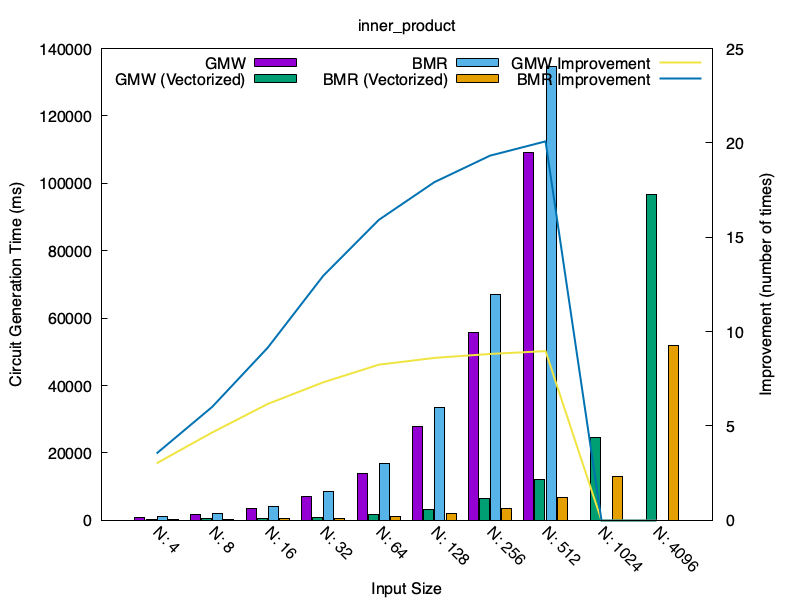 inner_product
GMW
GMW (Vectorized)
BMR
BMR (Vectorized)
GMW Improvement
BMR Improvement
Circuit Generation Time (ms)
140000
120000
100000
80000
60000
40000
20000
0
25
20
15
10
5
0
Improvement (number of times)
N: 4
N: 8
N: 16
N: 32
N: 64
N: 128
N: 256
N: 512
N: 1024
N: 4096
Input Size